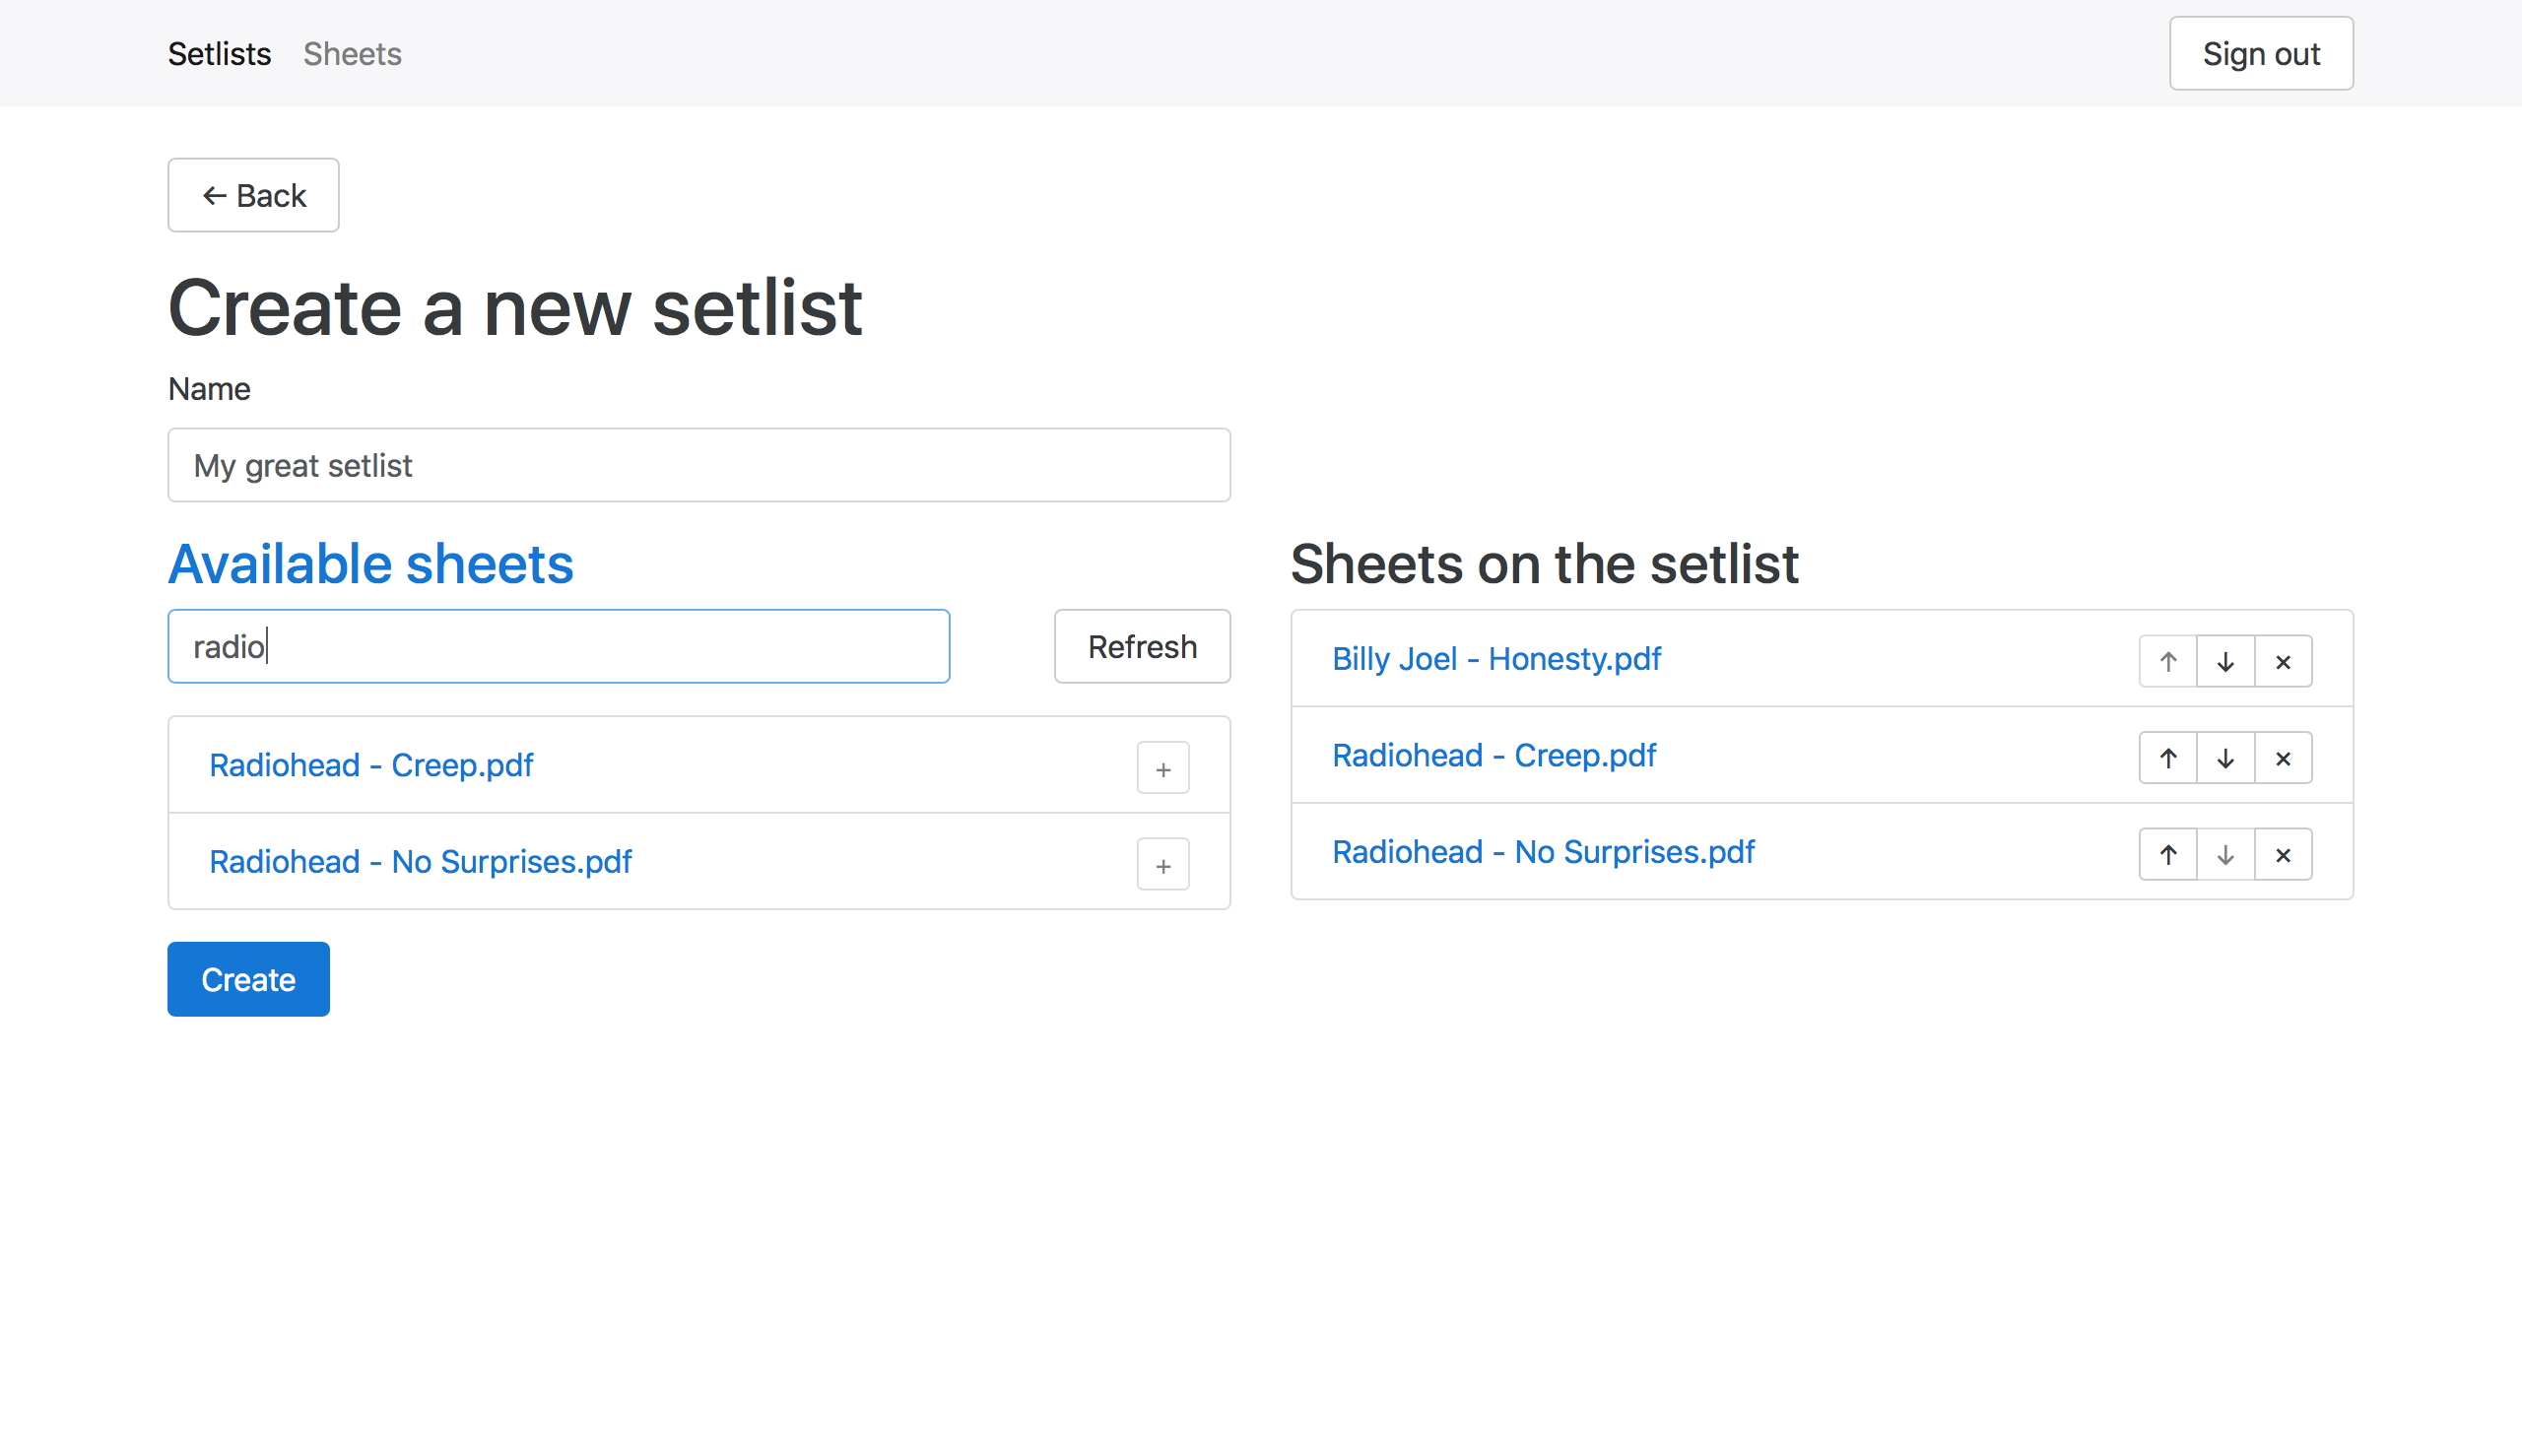 Setlists Sheets Sign out
← Back
Create a new setlist
Name
My great setlist
Available sheets
radio
Refresh
Radiohead - Creep.pdf +
Radiohead - No Surprises.pdf +
Create
Sheets on the setlist
Billy Joel - Honesty.pdf ↑ ↓ ×
Radiohead - Creep.pdf ↑ ↓ ×
Radiohead - No Surprises.pdf ↑ ↓ ×